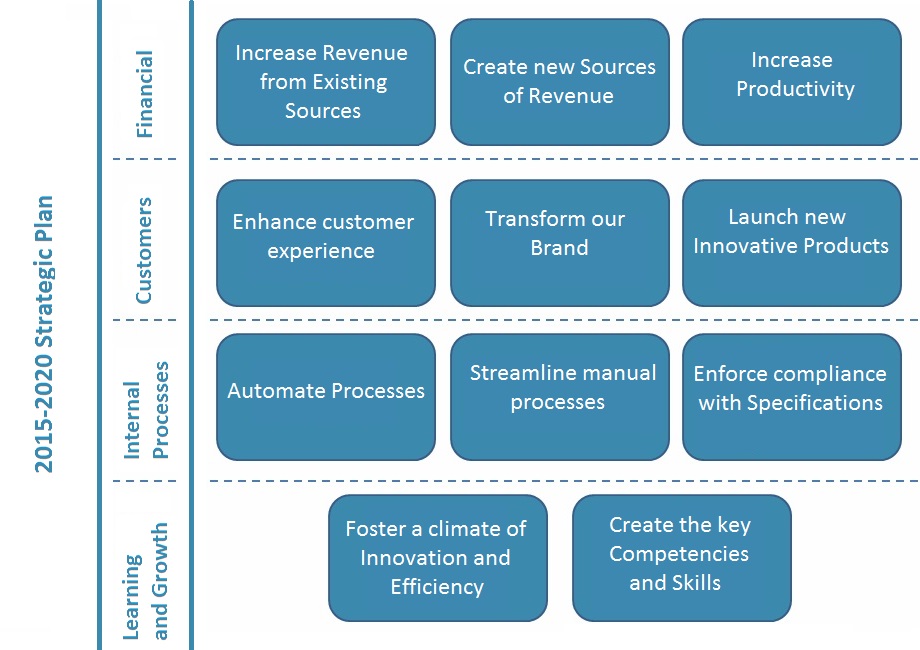 2015-2020 Strategic Plan
Financial
Increase Revenue
from Existing
Sources
Create new Sources
of Revenue
Increase
Productivity
Customers
Enhance customer
experience
Transform our
Brand
Launch new
Innovative Products
Internal
Processes
Automate Processes
Streamline manual
processes
Enforce compliance
with Specifications
Learning
and Growth
Foster a climate of
Innovation and
Efficiency
Create the key
Competencies
and Skills